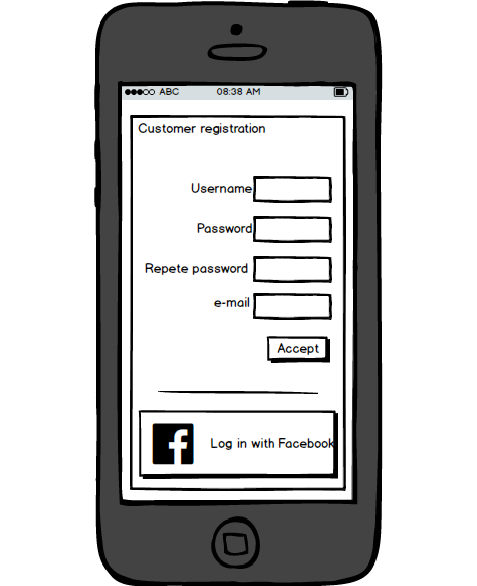 ABC 08:38 AM
Customer registration
Username
Password
Repete password
e-mail
Accept
Log in with Facebook